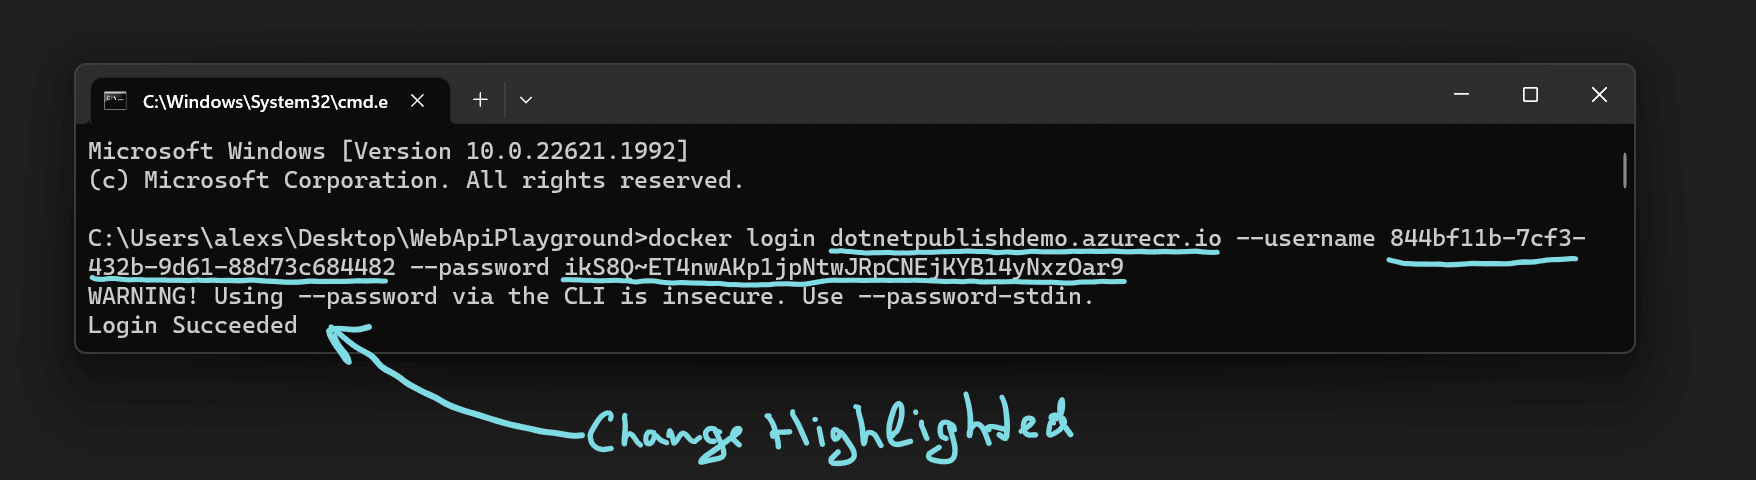 C:\Windows\System32\cmd.e
Microsoft Windows [Version 10.0.22621.1992]
(c) Microsoft Corporation. All rights reserved.
C:\Users\alexs\Desktop\WebApiPlayground>docker login dotnetpublishdemo.azurecr.io --username 844bf11b-7cf3-
432b-9d61-88d73c684482 --password ikS8Q~ET4nwAKp1jpNtwJRpCNEjKYB14yNxzOar9
WARNING! Using --password via the CLI is insecure. Use --password-stdin.
Login Succeeded
Change Highlighted